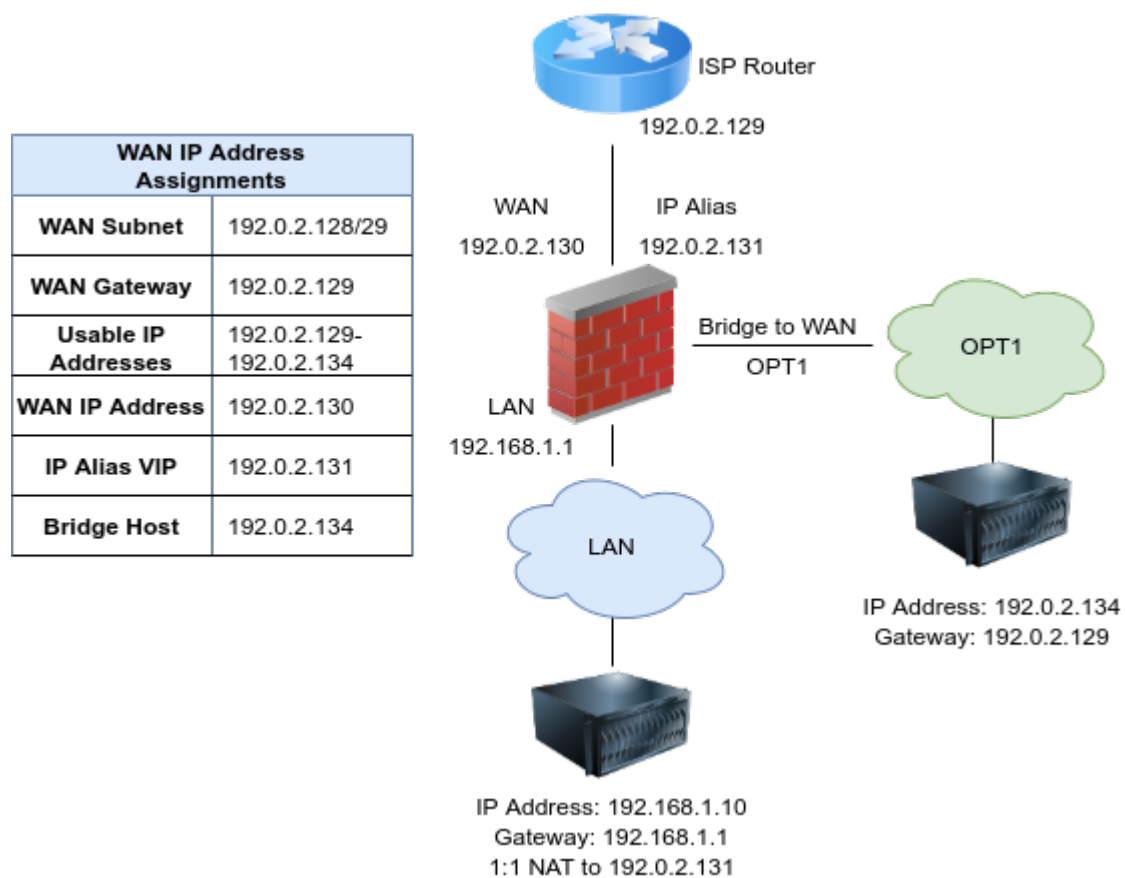 ISP Router
192.0.2.129
WAN IP Address
Assignments
WAN Subnet 192.0.2.128/29
WAN Gateway 192.0.2.129
Usable IP 192.0.2.129-
Addresses 192.0.2.134
WAN IP Address 192.0.2.130
IP Alias VIP 192.0.2.131
Bridge Host 192.0.2.134
WAN
192.0.2.130
IP Alias
192.0.2.131
Bridge to WAN
OPT1
OPT1
LAN
192.168.1.1
LAN
IP Address: 192.0.2.134
Gateway: 192.0.2.129
IP Address: 192.168.1.10
Gateway: 192.168.1.1
1:1 NAT to 192.0.2.131